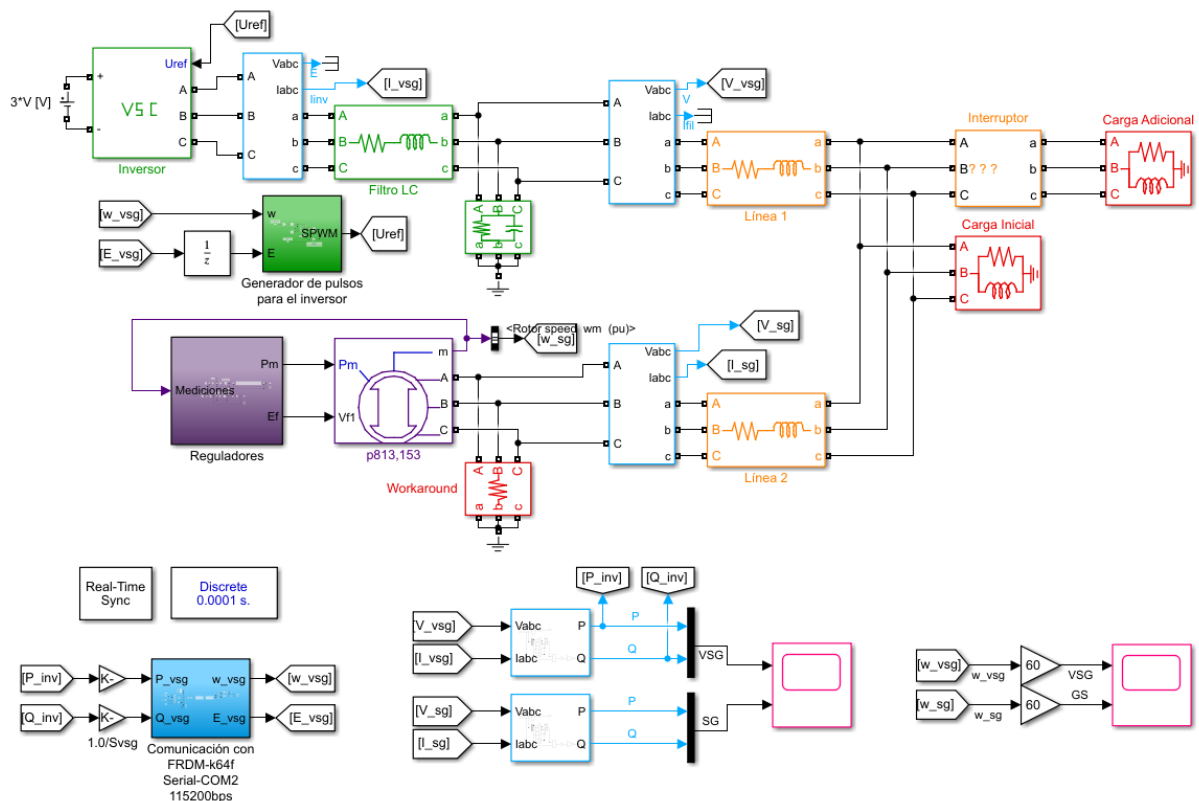 [Uref]
3*V [V]
+
-
Uref
A
B
C
VSC
Inversor
A
B
C
Vabc
Iabc
a
b
c
E
Iinv
[I_vsg]
A
B
C
a
b
c
Filtro LC
A
B
C
a
b
c
A
B
C
Vabc
Iabc
a
b
c
V
Ifil
[V_vsg]
A
B
C
a
b
c
Línea 1
Interruptor
A
B
C
? ? ?
a
b
c
Carga Adicional
A
B
C
Carga Inicial
A
B
C
[w_vsg]
[E_vsg]
1
z
w
E
SPWM
[Uref]
Generador de pulsos
para el inversor
Mediciones
Pm
Ef
Reguladores
Pm
Vf1
m
A
B
C
p813,153
<Rotor speed wm (pu)>
[w_sg]
Workaround
A
B
C
a
b
c
A
B
C
Vabc
Iabc
a
b
c
[V_sg]
[I_sg]
A
B
C
a
b
c
Línea 2
Real-Time
Sync
Discrete
0.0001 s.
[P_inv]
[Q_inv]
K-
K-
1.0/Svsg
P_vsg
Q_vsg
w_vsg
E_vsg
[w_vsg]
[E_vsg]
Comunicación con
FRDM-k64f
Serial-COM2
115200bps
[P_inv]
[Q_inv]
[V_vsg]
[I_vsg]
Vabc
Iabc
P
Q
P
Q
VSG
[V_sg]
[I_sg]
Vabc
Iabc
P
Q
P
Q
SG
[w_vsg]
[w_sg]
w_vsg
w_sg
60
60
VSG
GS